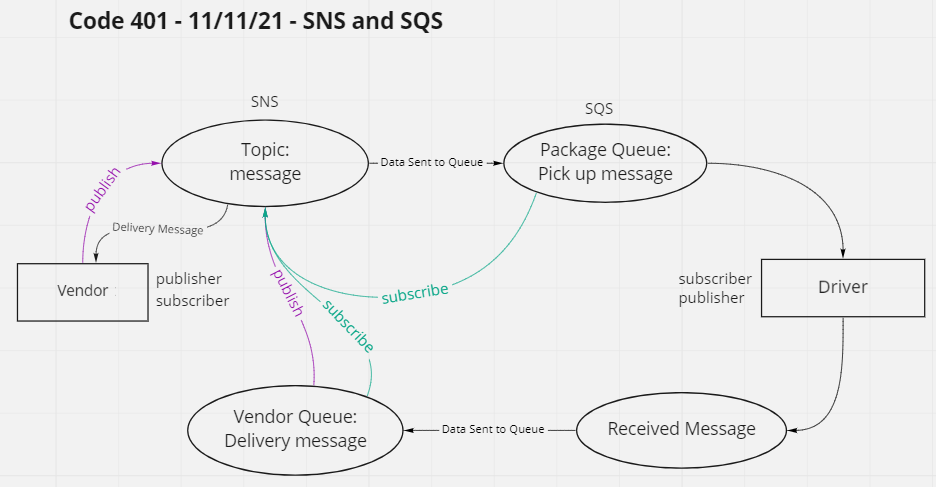 Code 401 - 11/11/21 - SNS and SQS
SNS
SQS
Topic:
message
Data Sent to Queue
Package Queue:
Pick up message
publish
Delivery Message
Vendor
publisher
subscriber
publish
subscribe
subscribe
subscriber
publisher
Driver
Vendor Queue:
Delivery message
Data Sent to Queue
Received Message